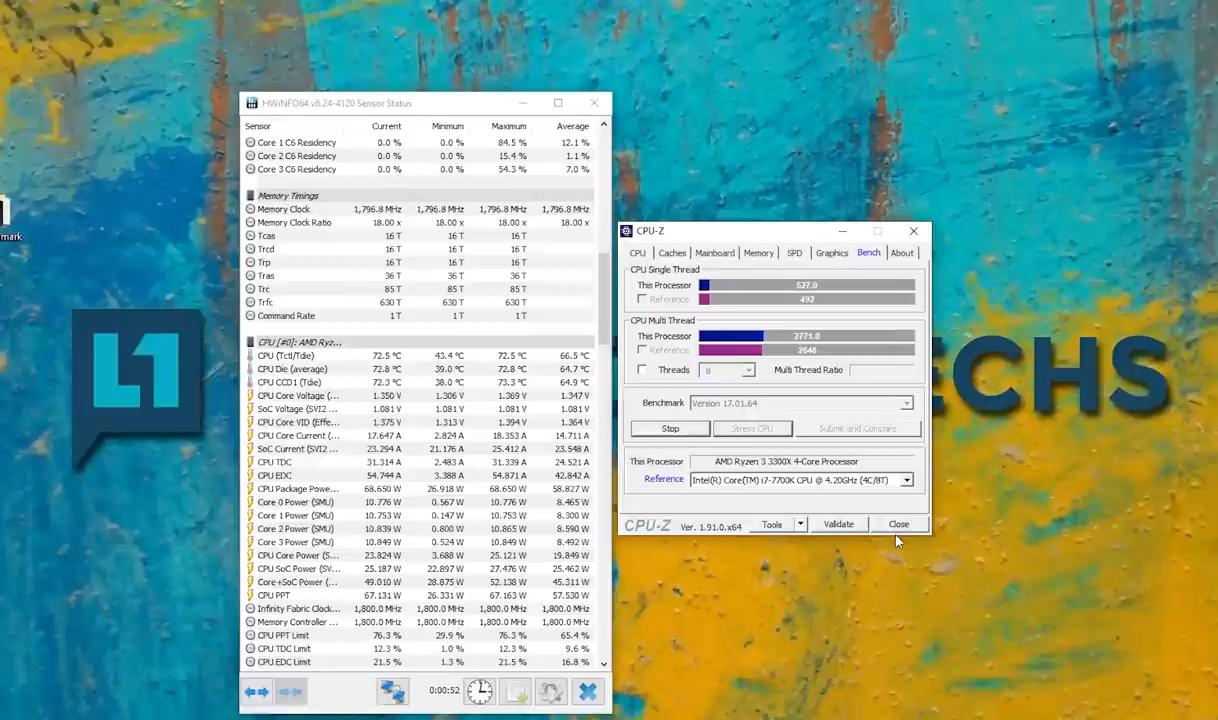 mark
HWiNFO64 v6.24-4120 Sensor Status
Sensor Current Minimum Maximum Average
Core 1 C6 Residency 0.0 % 0.0 % 84.5 % 12.1 %
Core 2 C6 Residency 0.0 % 0.0 % 15.4 % 1.1 %
Core 3 C6 Residency 0.0 % 0.0 % 54.3 % 7.0 %
Memory Timings
Memory Clock 1,796.8 MHz 1,796.8 MHz 1,796.8 MHz 1,796.8 MHz
Memory Clock Ratio 18.00 x 18.00 x 18.00 x 18.00 x
Tcas 16 T 16 T 16 T
Trcd 16 T 16 T 16 T
Trp 16 T 16 T 16 T
Tras 36 T 36 T 36 T
Trc 85 T 85 T 85 T
Trfc 630 T 630 T 630 T
Command Rate 1 T 1 T 1 T
CPU [#0]: AMD Ryz...
CPU (Tctl/Tdie) 72.5 °C 43.4 °C 72.5 °C 66.5 °C
CPU Die (average) 72.8 °C 39.0 °C 72.8 °C 64.7 °C
CPU CCD1 (Tdie) 72.3 °C 38.0 °C 73.3 °C 64.9 °C
CPU Core Voltage (... 1.350 V 1.306 V 1.369 V 1.347 V
SoC Voltage (SVI2 ... 1.081 V 1.081 V 1.081 V 1.081 V
CPU Core VID (Effe... 1.375 V 1.313 V 1.394 V 1.364 V
CPU Core Current (... 17.647 A 2.824 A 18.353 A 14.711 A
SoC Current (SVI2 ... 23.294 A 21.176 A 25.412 A 23.548 A
CPU TDC 31.314 A 2.483 A 31.339 A 24.521 A
CPU EDC 54.744 A 3.388 A 54.871 A 42.842 A
CPU Package Powe... 68.650 W 26.918 W 68.650 W 58.827 W
Core 0 Power (SMU) 10.776 W 0.567 W 10.776 W 8.465 W
Core 1 Power (SMU) 10.753 W 0.147 W 10.753 W 8.300 W
Core 2 Power (SMU) 10.839 W 0.800 W 10.865 W 8.590 W
Core 3 Power (SMU) 10.849 W 0.524 W 10.849 W 8.492 W
CPU Core Power (S... 23.824 W 3.688 W 25.121 W 19.849 W
CPU SoC Power (SV... 25.187 W 22.897 W 27.476 W 25.462 W
Core+SoC Power (... 49.010 W 28.875 W 52.138 W 45.311 W
CPU PPT 67.131 W 26.331 W 67.163 W 57.530 W
Infinity Fabric Clock... 1,800.0 MHz 1,800.0 MHz 1,800.0 MHz 1,800.0 MHz
Memory Controller ... 1,800.0 MHz 1,800.0 MHz 1,800.0 MHz 1,800.0 MHz
CPU PPT Limit 76.3 % 29.9 % 76.3 % 65.4 %
CPU TDC Limit 12.3 % 1.0 % 12.3 % 9.6 %
CPU EDC Limit 21.5 % 1.3 % 21.5 % 16.8 %
0:00:52
CPU-Z
CPU Caches Mainboard Memory SPD Graphics Bench About
CPU Single Thread
This Processor 527.0
Reference 492
CPU Multi Thread
This Processor 2771.0
Reference 2648
Threads 8 Multi Thread Ratio
Benchmark Version 17.01.64
Stop Stress CPU Submit and Compare
This Processor AMD Ryzen 3 3300X 4-Core Processor
Reference Intel(R) Core(TM) i7-7700K CPU @ 4.20GHz (4C/8T)
CPU-Z Ver. 1.91.0.x64 Tools Validate Close
L1
ECHS